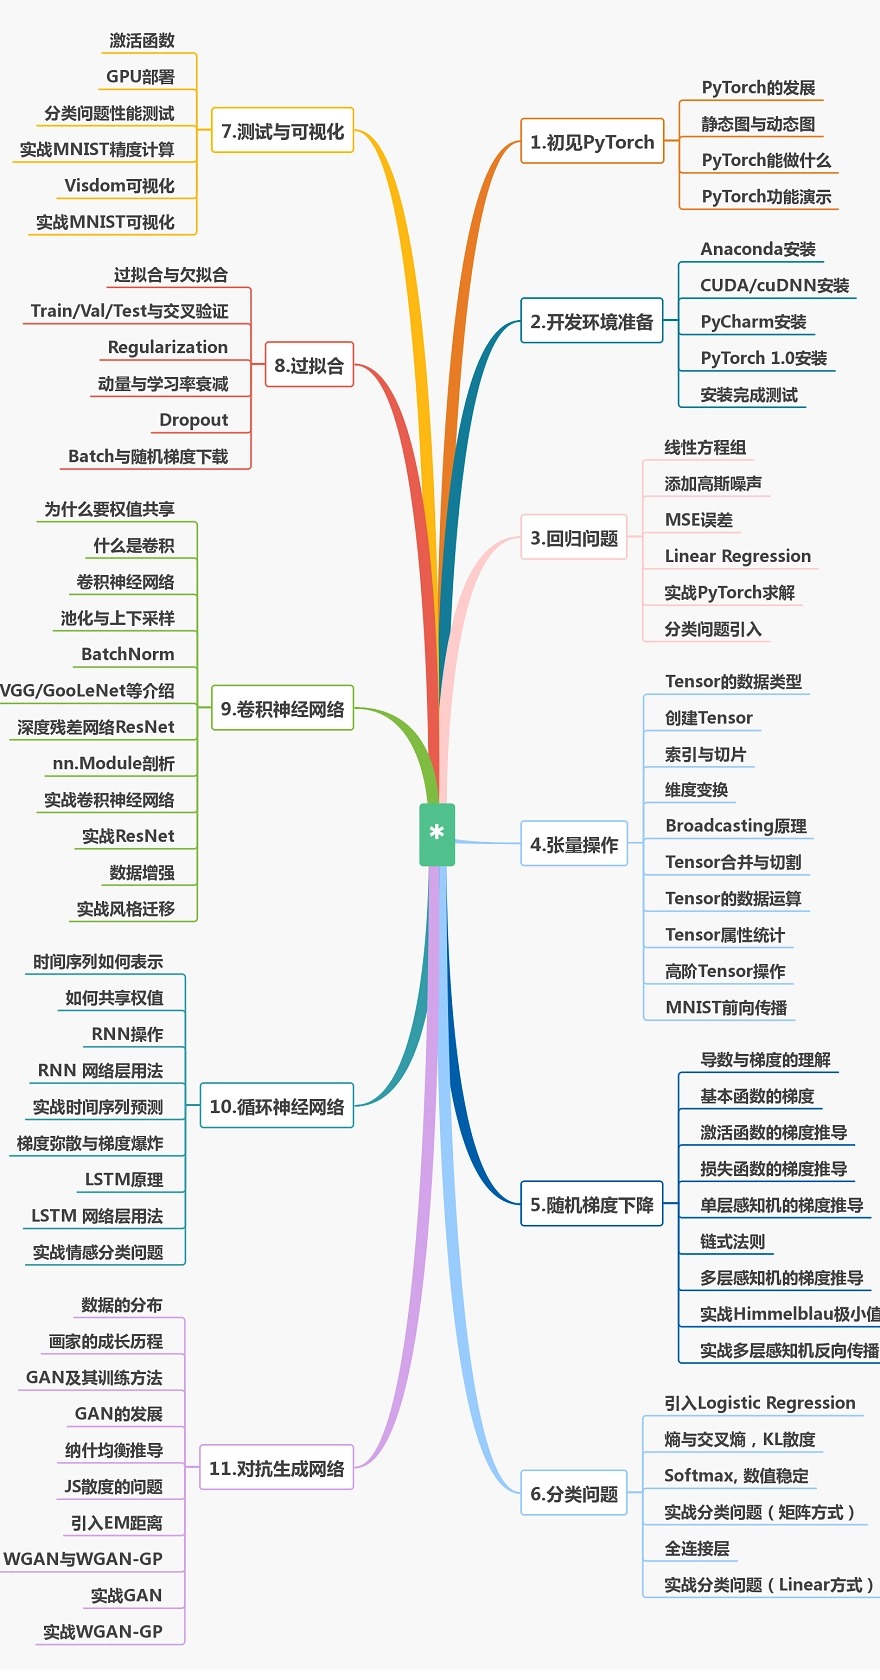 1.初见PyTorch
PyTorch的发展
静态图与动态图
PyTorch能做什么
PyTorch功能演示
2.开发环境准备
Anaconda安装
CUDA/cuDNN安装
PyCharm安装
PyTorch 1.0安装
安装完成测试
3.回归问题
线性方程组
添加高斯噪声
MSE误差
Linear Regression
实战PyTorch求解
分类问题引入
4.张量操作
Tensor的数据类型
创建Tensor
索引与切片
维度变换
Broadcasting原理
Tensor合并与切割
Tensor的数据运算
Tensor属性统计
高阶Tensor操作
MNIST前向传播
5.随机梯度下降
导数与梯度的理解
基本函数的梯度
激活函数的梯度推导
损失函数的梯度推导
单层感知机的梯度推导
链式法则
多层感知机的梯度推导
实战Himmelblau极小值
实战多层感知机反向传播
6.分类问题
引入Logistic Regression
熵与交叉熵，KL散度
Softmax, 数值稳定
实战分类问题（矩阵方式）
全连接层
实战分类问题（Linear方式）
7.测试与可视化
激活函数
GPU部署
分类问题性能测试
实战MNIST精度计算
Visdom可视化
实战MNIST可视化
8.过拟合
过拟合与欠拟合
Train/Val/Test与交叉验证
Regularization
动量与学习率衰减
Dropout
Batch与随机梯度下载
9.卷积神经网络
为什么要权值共享
什么是卷积
卷积神经网络
池化与上下采样
BatchNorm
VGG/GooLeNet等介绍
深度残差网络ResNet
nn.Module剖析
实战卷积神经网络
实战ResNet
数据增强
实战风格迁移
10.循环神经网络
时间序列如何表示
如何共享权值
RNN操作
RNN 网络层用法
实战时间序列预测
梯度弥散与梯度爆炸
LSTM原理
LSTM 网络层用法
实战情感分类问题
11.对抗生成网络
数据的分布
画家的成长历程
GAN及其训练方法
GAN的发展
纳什均衡推导
JS散度的问题
引入EM距离
WGAN与WGAN-GP
实战GAN
实战WGAN-GP
*